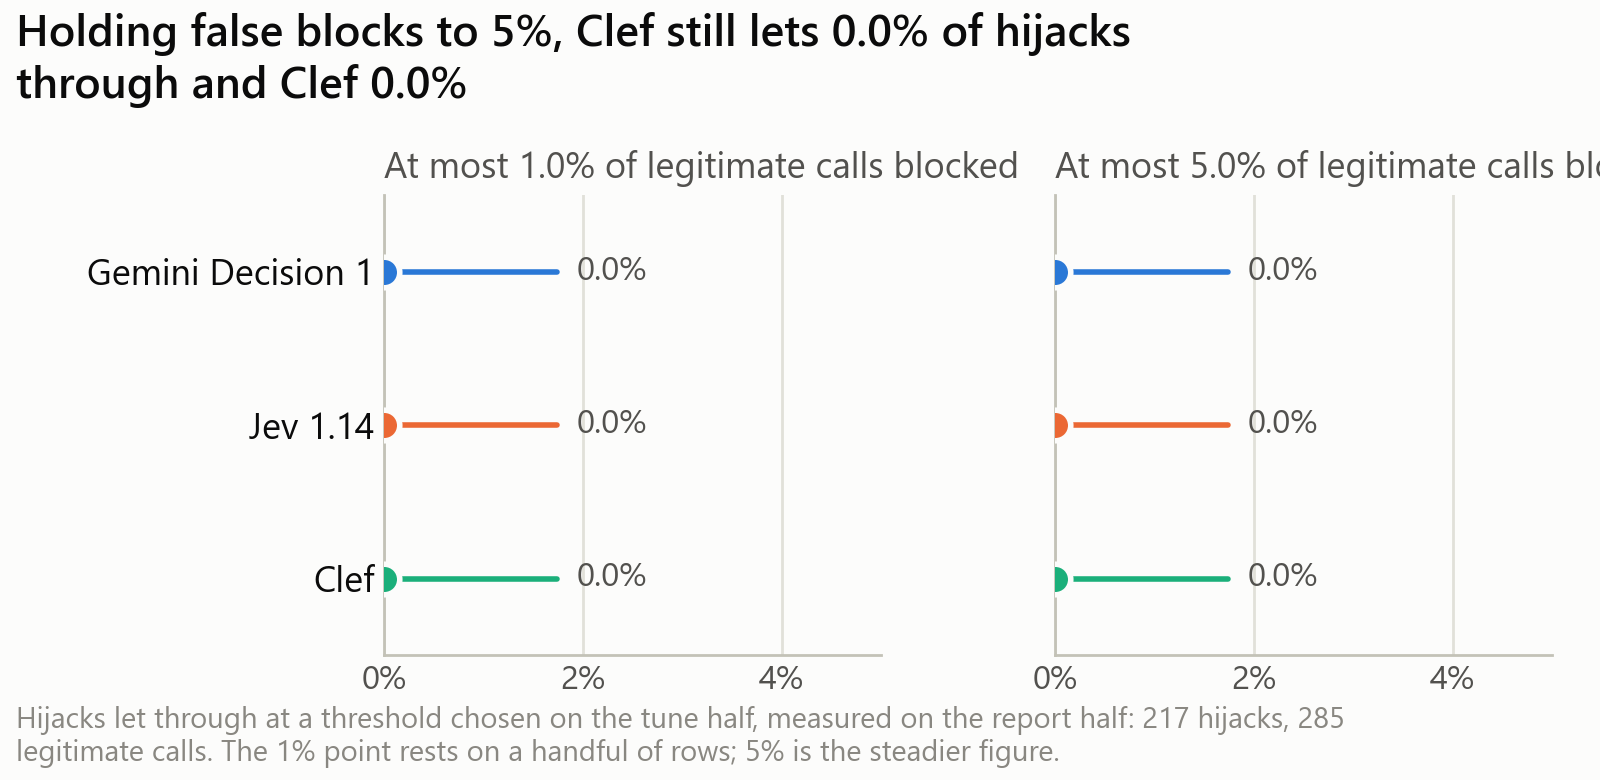 Holding false blocks to 5%, Clef still lets 0.0% of hijacks
through and Clef 0.0%
At most 1.0% of legitimate calls blocked
At most 5.0% of legitimate calls blo
Gemini Decision 1
0.0%
0.0%
Jev 1.14
0.0%
0.0%
Clef
0.0%
0.0%
0%
2%
4%
0%
2%
4%
Hijacks let through at a threshold chosen on the tune half, measured on the report half: 217 hijacks, 285
legitimate calls. The 1% point rests on a handful of rows; 5% is the steadier figure.